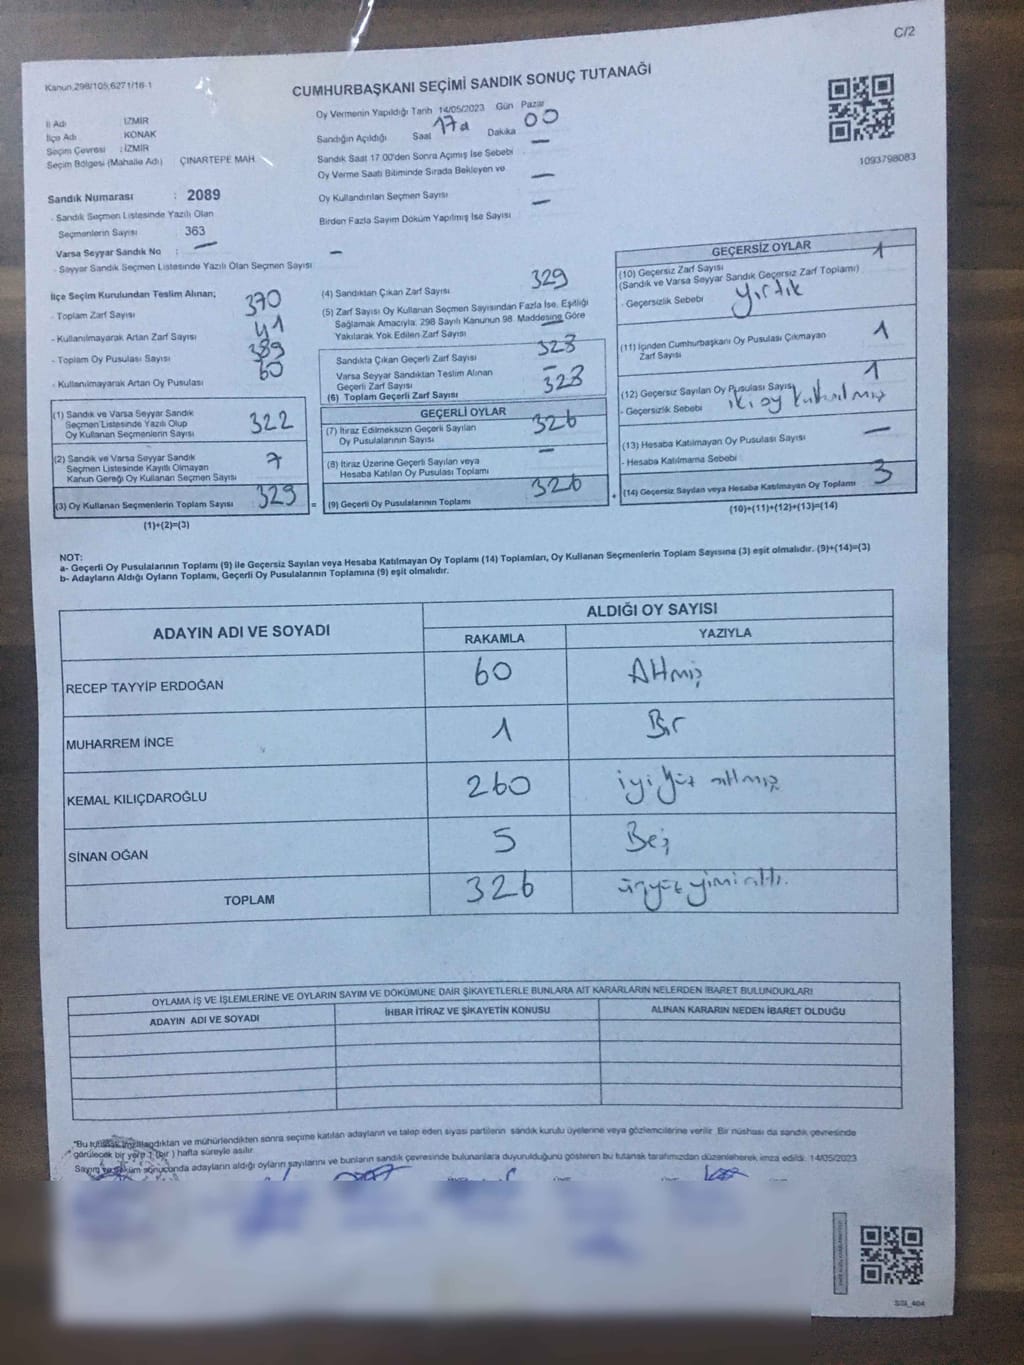 C/2
Kanun,298/105;6271/18-1
CUMHURBAŞKANI SEÇİMİ SANDIK SONUÇ TUTANAĞI
İl Adı İZMİR
İlçe Adı KONAK
Seçim Çevresi : İZMİR
Seçim Bölgesi (Mahalle Adı) ÇINARTEPE MAH.
Sandık Numarası : 2089
- Sandık Seçmen Listesinde Yazılı Olan
Seçmenlerin Sayısı 363
Varsa Seyyar Sandık No : —
- Seyyar Sandık Seçmen Listesinde Yazılı Olan Seçmen Sayısı —
Oy Vermenin Yapıldığı Tarih 14/05/2023 Gün Pazar
Sandığın Açıldığı Saat 17 Dakika 00
Sandık Saat 17.00'den Sonra Açımış İse Sebebi —
Oy Verme Saati Bitiminde Sırada Bekleyen ve
Oy Kullandırılan Seçmen Sayısı —
Birden Fazla Sayım Döküm Yapılmış İse Sayısı —
1093798083
İlçe Seçim Kurulundan Teslim Alınan;
- Toplam Zarf Sayısı 370
- Kullanılmayarak Artan Zarf Sayısı 41
- Toplam Oy Pusulası Sayısı 389
- Kullanılmayarak Artan Oy Pusulası 60
(1) Sandık ve Varsa Seyyar Sandık
Seçmen Listesinde Yazılı Olup
Oy Kullanan Seçmenlerin Sayısı 322
(2) Sandık ve Varsa Seyyar Sandık
Seçmen Listesinde Kayıtlı Olmayan
Kanun Gereği Oy Kullanan Seçmen Sayısı 7
(3) Oy Kullanan Seçmenlerin Toplam Sayısı 329 =
(1)+(2)=(3)
(4) Sandıktan Çıkan Zarf Sayısı 329
(5) Zarf Sayısı Oy Kullanan Seçmen Sayısından Fazla İse, Eşitliği
Sağlamak Amacıyla; 298 Sayılı Kanunun 98. Maddesine Göre
Yakılarak Yok Edilen Zarf Sayısı —
Sandıkta Çıkan Geçerli Zarf Sayısı 328
Varsa Seyyar Sandıktan Teslim Alınan
Geçerli Zarf Sayısı —
(6) Toplam Geçerli Zarf Sayısı 328
GEÇERLİ OYLAR
(7) İtiraz Edilmeksizin Geçerli Sayılan
Oy Pusulalarının Sayısı 326
(8) İtiraz Üzerine Geçerli Sayılan veya
Hesaba Katılan Oy Pusulası Toplamı —
(9) Geçerli Oy Pusulalarının Toplamı 326 +
GEÇERSİZ OYLAR
(10) Geçersiz Zarf Sayısı 1
(Sandık ve Varsa Seyyar Sandık Geçersiz Zarf Toplamı)
- Geçersizlik Sebebi yırtık
(11) İçinden Cumhurbaşkanı Oy Pusulası Çıkmayan
Zarf Sayısı 1
(12) Geçersiz Sayılan Oy Pusulası Sayısı 1
- Geçersizlik Sebebi iki oy
(13) Hesaba Katılmayan Oy Pusulası Sayısı —
- Hesaba Katılmama Sebebi
(14) Geçersiz Sayılan veya Hesaba Katılmayan Oy Toplamı 3
(10)+(11)+(12)+(13)=(14)
NOT:
a- Geçerli Oy Pusulalarının Toplamı (9) ile Geçersiz Sayılan veya Hesaba Katılmayan Oy Toplamı (14) Toplamları, Oy Kullanan Seçmenlerin Toplam Sayısına (3) eşit olmalıdır. (9)+(14)=(3)
b- Adayların Aldığı Oyların Toplamı, Geçerli Oy Pusulalarının Toplamına (9) eşit olmalıdır.
ADAYIN ADI VE SOYADI
ALDIĞI OY SAYISI
RAKAMLA YAZIYLA
RECEP TAYYİP ERDOĞAN 60 Altmış
MUHARREM İNCE 1 Bir
KEMAL KILIÇDAROĞLU 260 iyi yüz altmış
SİNAN OĞAN 5 Beş
TOPLAM 326 üçyüz yimi altı.
OYLAMA İŞ VE İŞLEMLERİNE VE OYLARIN SAYIM VE DÖKÜMÜNE DAİR ŞİKAYETLERLE BUNLARA AİT KARARLARIN NELERDEN İBARET BULUNDUKLARI
ADAYIN ADI VE SOYADI İHBAR İTİRAZ VE ŞİKAYETİN KONUSU ALINAN KARARIN NEDEN İBARET OLDUĞU
"Bu tutanak imzalandıktan ve mühürlendikten sonra seçime katılan adayların ve talep eden siyasi partilerin sandık kurulu üyelerine veya gözlemcilerine verilir. Bir nüshası da sandık çevresinde
görülecek bir yere 1 (bir ) hafta süreyle asılır.
Sayım ve döküm sonucunda adayların aldığı oyların sayılarını ve bunların sandık çevresinde bulunanlara duyurulduğunu gösteren bu tutanak tarafımızdan düzenlenerek imza edildi. 14/05/2023